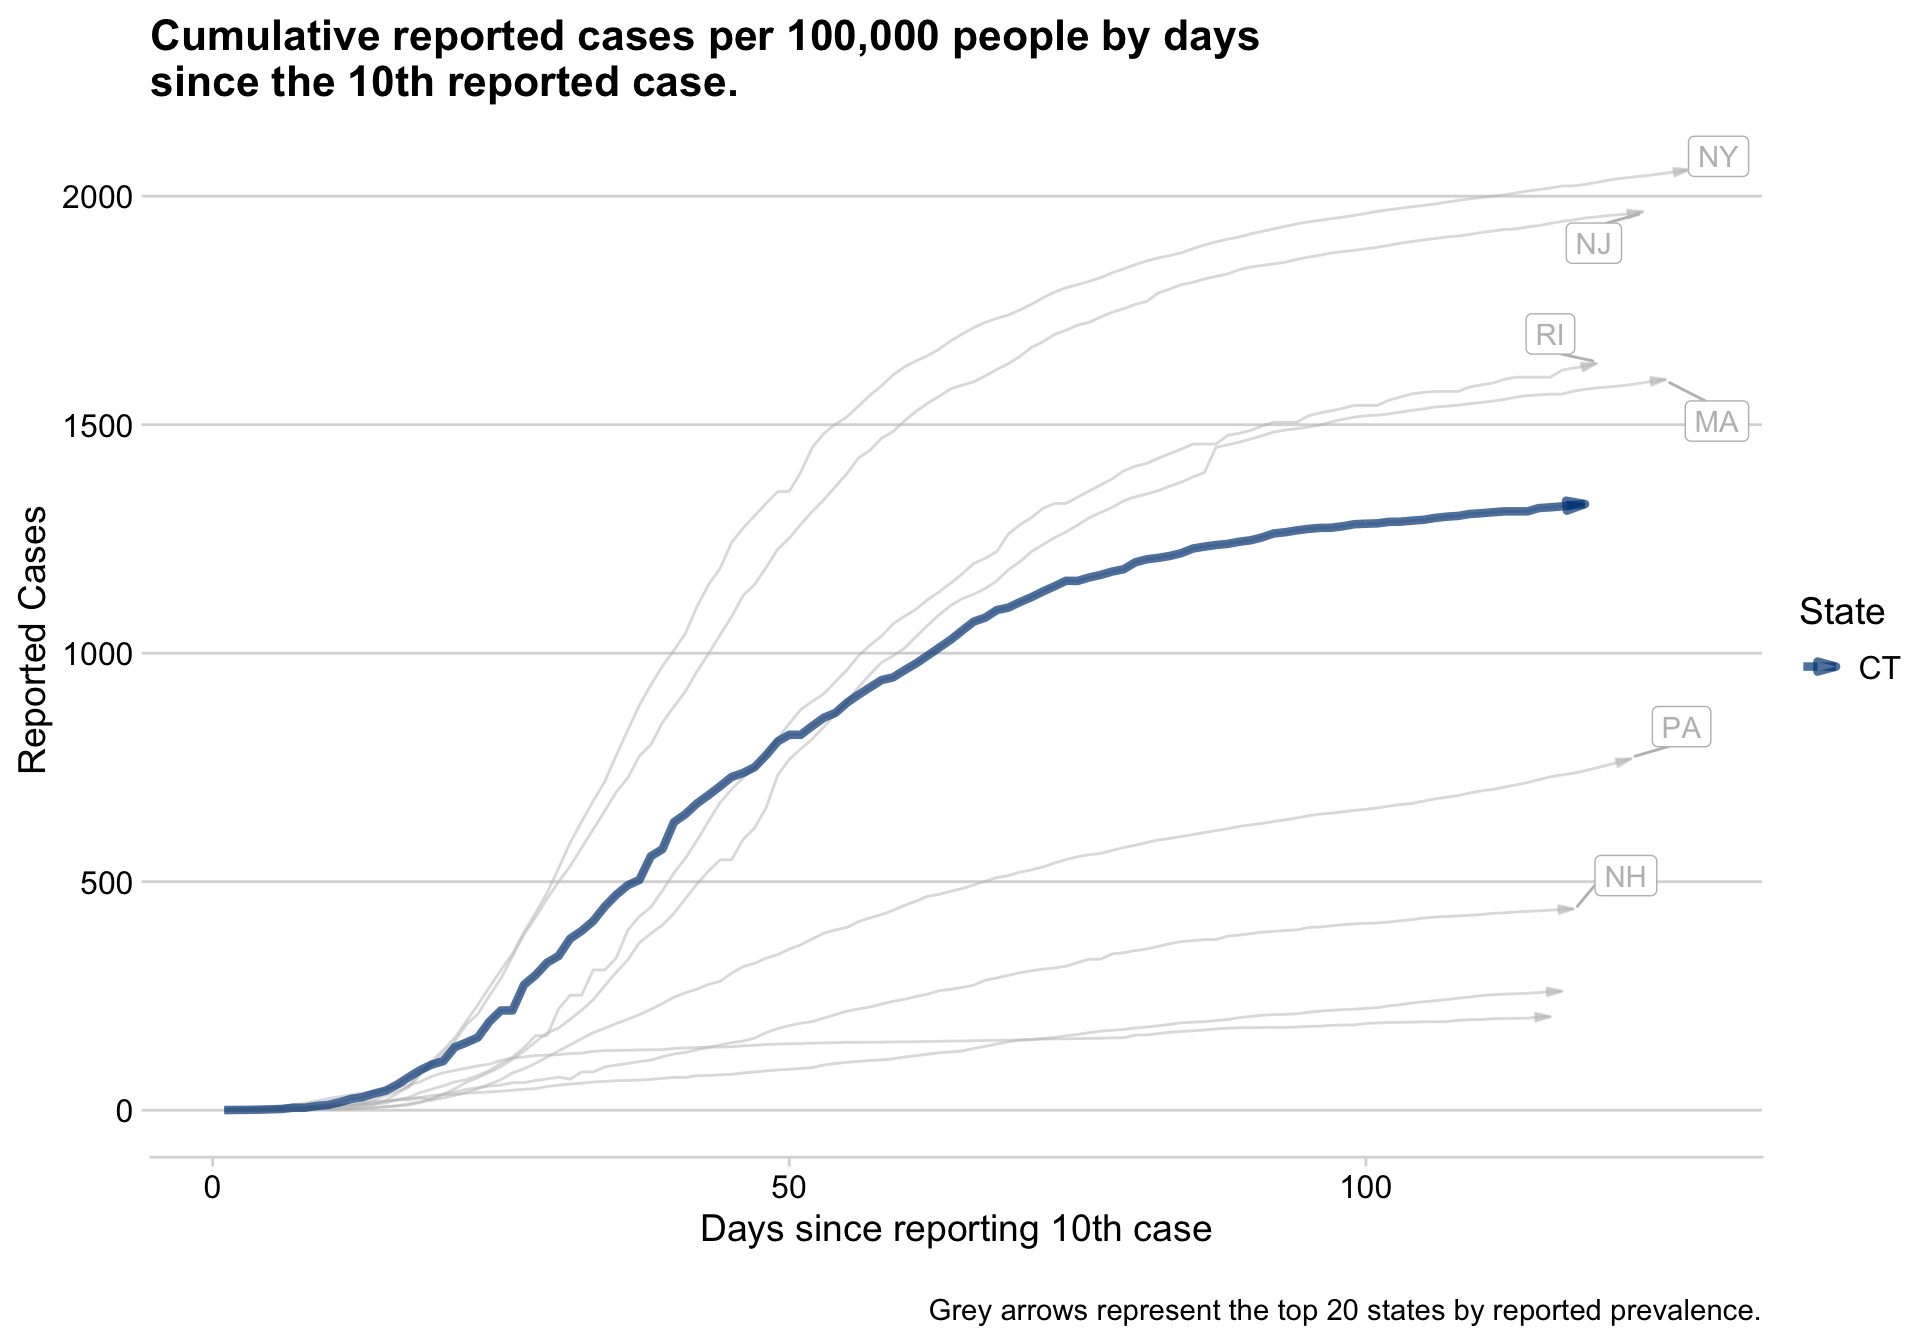 Cumulative reported cases per 100,000 people by days
since the 10th reported case.
NY
2000
NJ
RI
MA
1500
Reported Cases
State
CT
1000
PA
NH
500
0
0 50 100
Days since reporting 10th case
Grey arrows represent the top 20 states by reported prevalence.